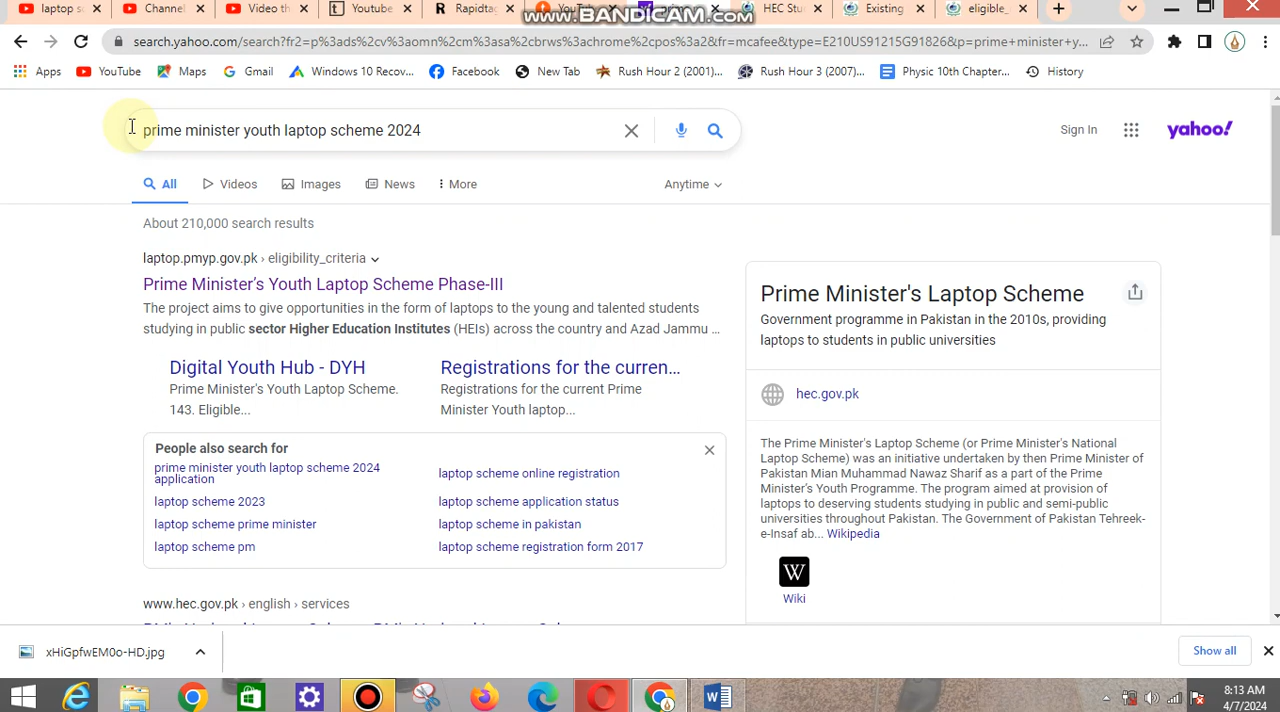 laptop s
Channel
Video th
Youtube
Rapidtag
YouTu
HEC Stu
Existing
eligible_
www.BANDICAM.com
search.yahoo.com/search?fr2=p%3ads%2cv%3aomn%2cm%3asa%2cbrws%3achrome%2cpos%3a2&fr=mcafee&type=E210US91215G91826&p=prime+minister+y...
Apps
YouTube
Maps
Gmail
Windows 10 Recov...
Facebook
New Tab
Rush Hour 2 (2001)...
Rush Hour 3 (2007)...
Physic 10th Chapter...
History
prime minister youth laptop scheme 2024
Sign In
yahoo!
All
Videos
Images
News
More
Anytime
About 210,000 search results
laptop.pmyp.gov.pk › eligibility_criteria
Prime Minister's Youth Laptop Scheme Phase-III
The project aims to give opportunities in the form of laptops to the young and talented students
studying in public sector Higher Education Institutes (HEIs) across the country and Azad Jammu ...
Digital Youth Hub - DYH
Prime Minister's Youth Laptop Scheme.
143. Eligible...
Registrations for the curren...
Registrations for the current Prime
Minister Youth laptop...
People also search for
prime minister youth laptop scheme 2024
application
laptop scheme 2023
laptop scheme prime minister
laptop scheme pm
laptop scheme online registration
laptop scheme application status
laptop scheme in pakistan
laptop scheme registration form 2017
www.hec.gov.pk › english › services
Prime Minister's Laptop Scheme
Government programme in Pakistan in the 2010s, providing
laptops to students in public universities
hec.gov.pk
The Prime Minister's Laptop Scheme (or Prime Minister's National
Laptop Scheme) was an initiative undertaken by then Prime Minister of
Pakistan Mian Muhammad Nawaz Sharif as a part of the Prime
Minister's Youth Programme. The program aimed at provision of
laptops to deserving students studying in public and semi-public
universities throughout Pakistan. The Government of Pakistan Tehreek-
e-Insaf ab... Wikipedia
W
Wiki
xHiGpfwEM0o-HD.jpg
Show all
8:13 AM
4/7/2024